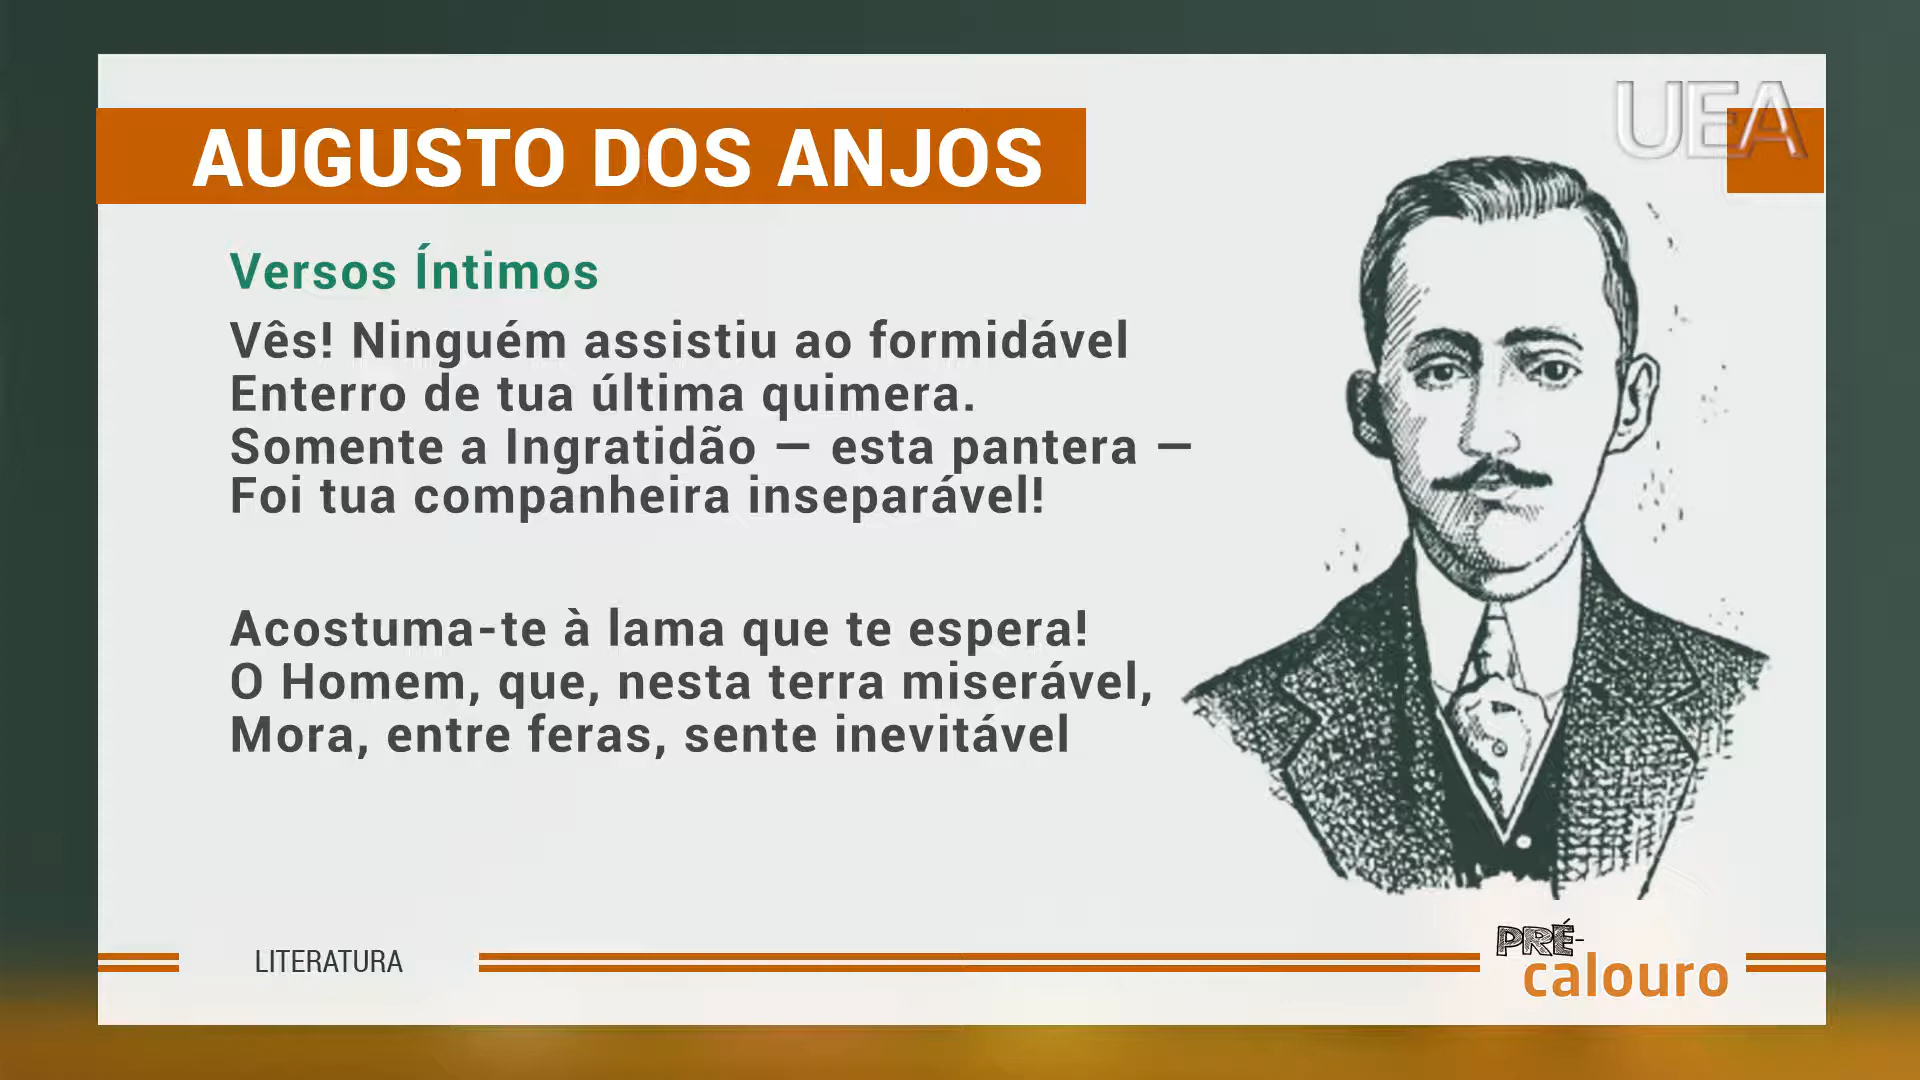 UEA
AUGUSTO DOS ANJOS
Versos Íntimos
Vês! Ninguém assistiu ao formidável
Enterro de tua última quimera.
Somente a Ingratidão — esta pantera —
Foi tua companheira inseparável!
Acostuma-te à lama que te espera!
O Homem, que, nesta terra miserável,
Mora, entre feras, sente inevitável
LITERATURA
PRÉ-
calouro